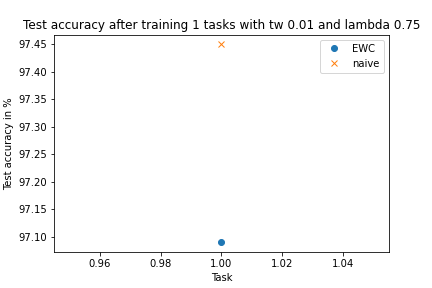 Test accuracy after training 1 tasks with tw 0.01 and lambda 0.75
97.45
97.40
97.35
97.30
97.25
97.20
97.15
97.10
Test accuracy in %
EWC
naive
0.96 0.98 1.00 1.02 1.04
Task